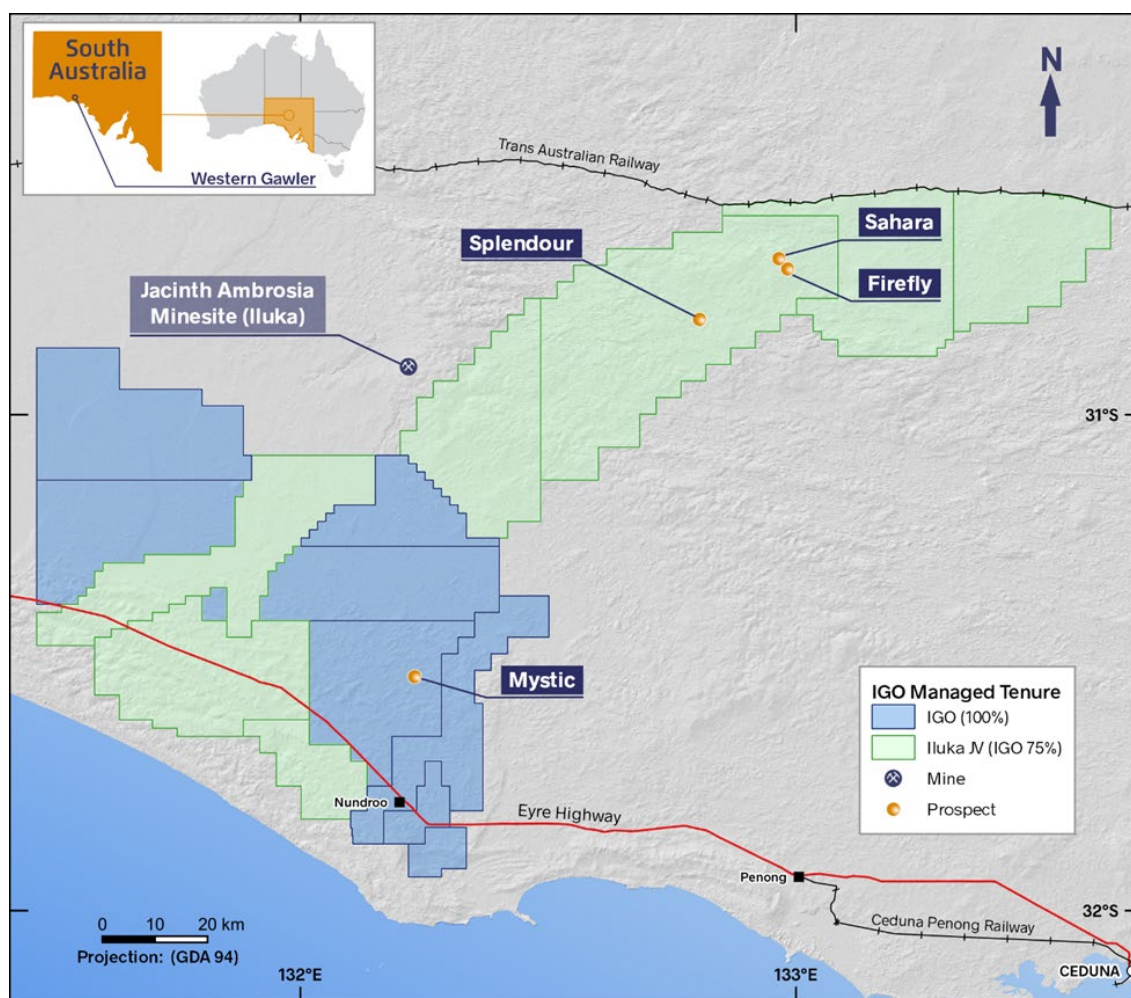 South
Australia
Western Gawler
N
Trans Australian Railway
Sahara
Splendour
Firefly
Jacinth Ambrosia
Minesite (Iluka)
31°S
Mystic
IGO Managed Tenure
IGO (100%)
Iluka JV (IGO 75%)
Mine
Prospect
Nundroo
Eyre Highway
Penong
Ceduna Penong Railway
32°S
0 10 20 km
Projection: (GDA 94)
CEDUNA
132°E
133°E